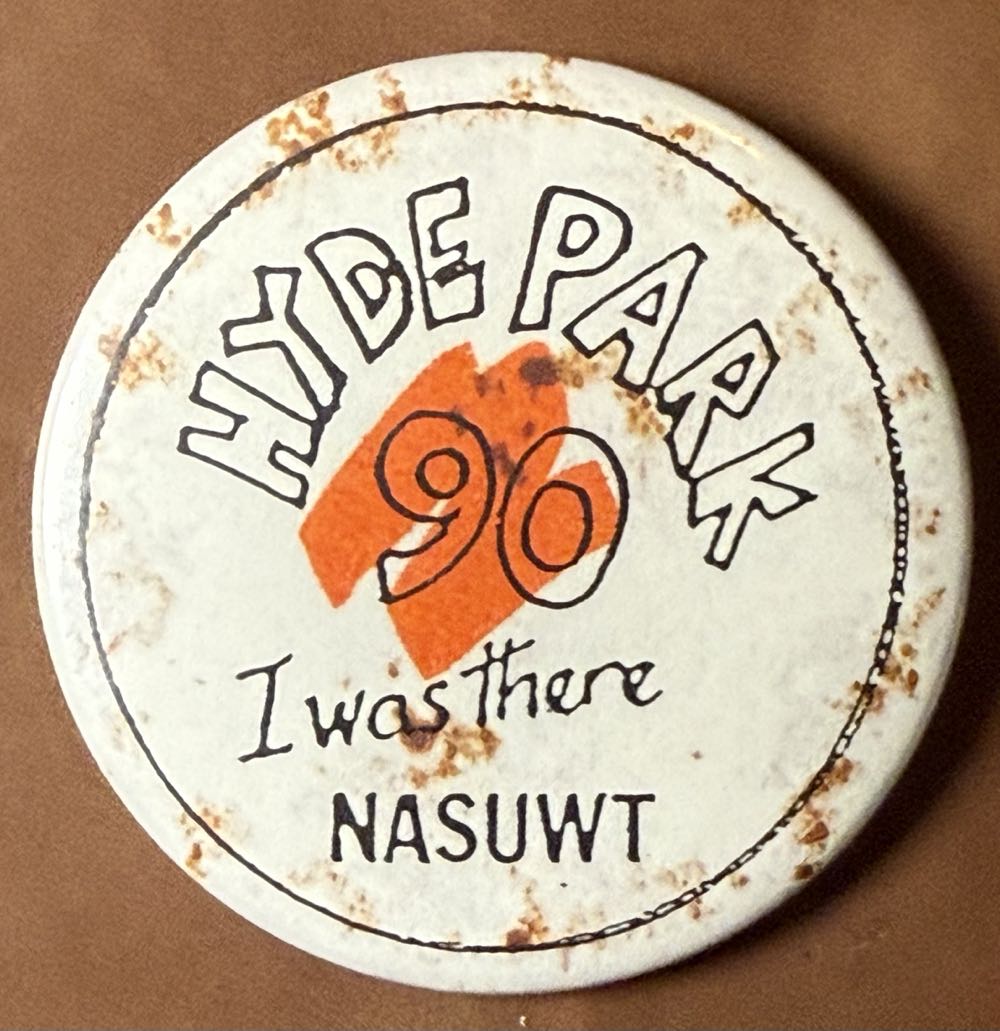 HYDE PARK
90
I was there
NASUWT